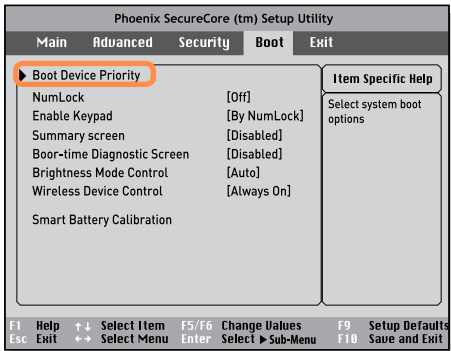 Phoenix SecureCore (tm) Setup Utility
Main Advanced Security Boot Exit
▶ Boot Device Priority
NumLock [Off]
Enable Keypad [By NumLock]
Summary screen [Disabled]
Boor-time Diagnostic Screen [Disabled]
Brightness Mode Control [Auto]
Wireless Device Control [Always On]
Smart Battery Calibration
Item Specific Help
Select system boot
options
F1 Help ↑↓ Select Item F5/F6 Change Values F9 Setup Defaults
Esc Exit ←→ Select Menu Enter Select ▶ Sub-Menu F10 Save and Exit